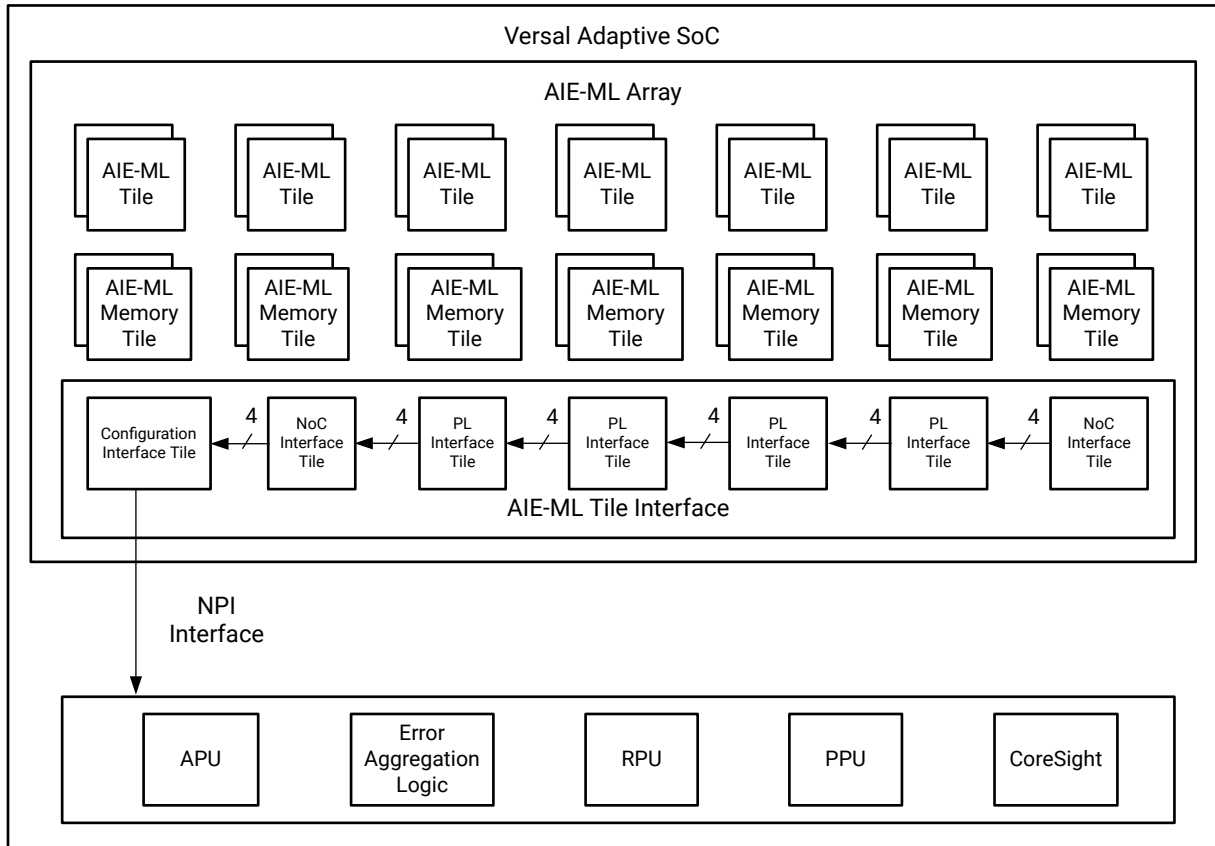 Versal Adaptive SoC
AIE-ML Array
AIE-ML
Tile
AIE-ML
Tile
AIE-ML
Tile
AIE-ML
Tile
AIE-ML
Tile
AIE-ML
Tile
AIE-ML
Tile
AIE-ML
Memory
Tile
AIE-ML
Memory
Tile
AIE-ML
Memory
Tile
AIE-ML
Memory
Tile
AIE-ML
Memory
Tile
AIE-ML
Memory
Tile
AIE-ML
Memory
Tile
Configuration
Interface Tile
4
NoC
Interface
Tile
4
PL
Interface
Tile
4
PL
Interface
Tile
4
PL
Interface
Tile
4
PL
Interface
Tile
4
NoC
Interface
Tile
AIE-ML Tile Interface
NPI
Interface
APU
Error
Aggregation
Logic
RPU
PPU
CoreSight